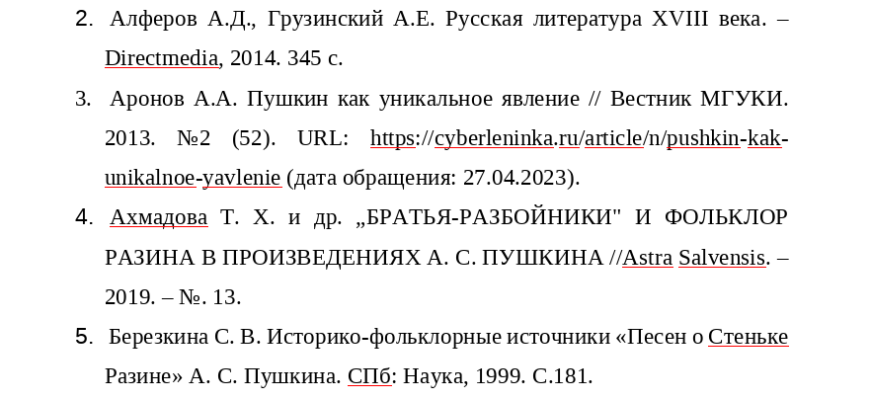 2. Алферов А.Д., Грузинский А.Е. Русская литература XVIII века. –
Directmedia, 2014. 345 с.
3. Аронов А.А. Пушкин как уникальное явление // Вестник МГУКИ.
2013. №2 (52). URL: https://cyberleninka.ru/article/n/pushkin-kak-
unikalnoe-yavlenie (дата обращения: 27.04.2023).
4. Ахмадова Т. Х. и др. „БРАТЬЯ-РАЗБОЙНИКИ" И ФОЛЬКЛОР
РАЗИНА В ПРОИЗВЕДЕНИЯХ А. С. ПУШКИНА //Astra Salvensis. –
2019. – №. 13.
5. Березкина С. В. Историко-фольклорные источники «Песен о Стеньке
Разине» А. С. Пушкина. СПб: Наука, 1999. С.181.